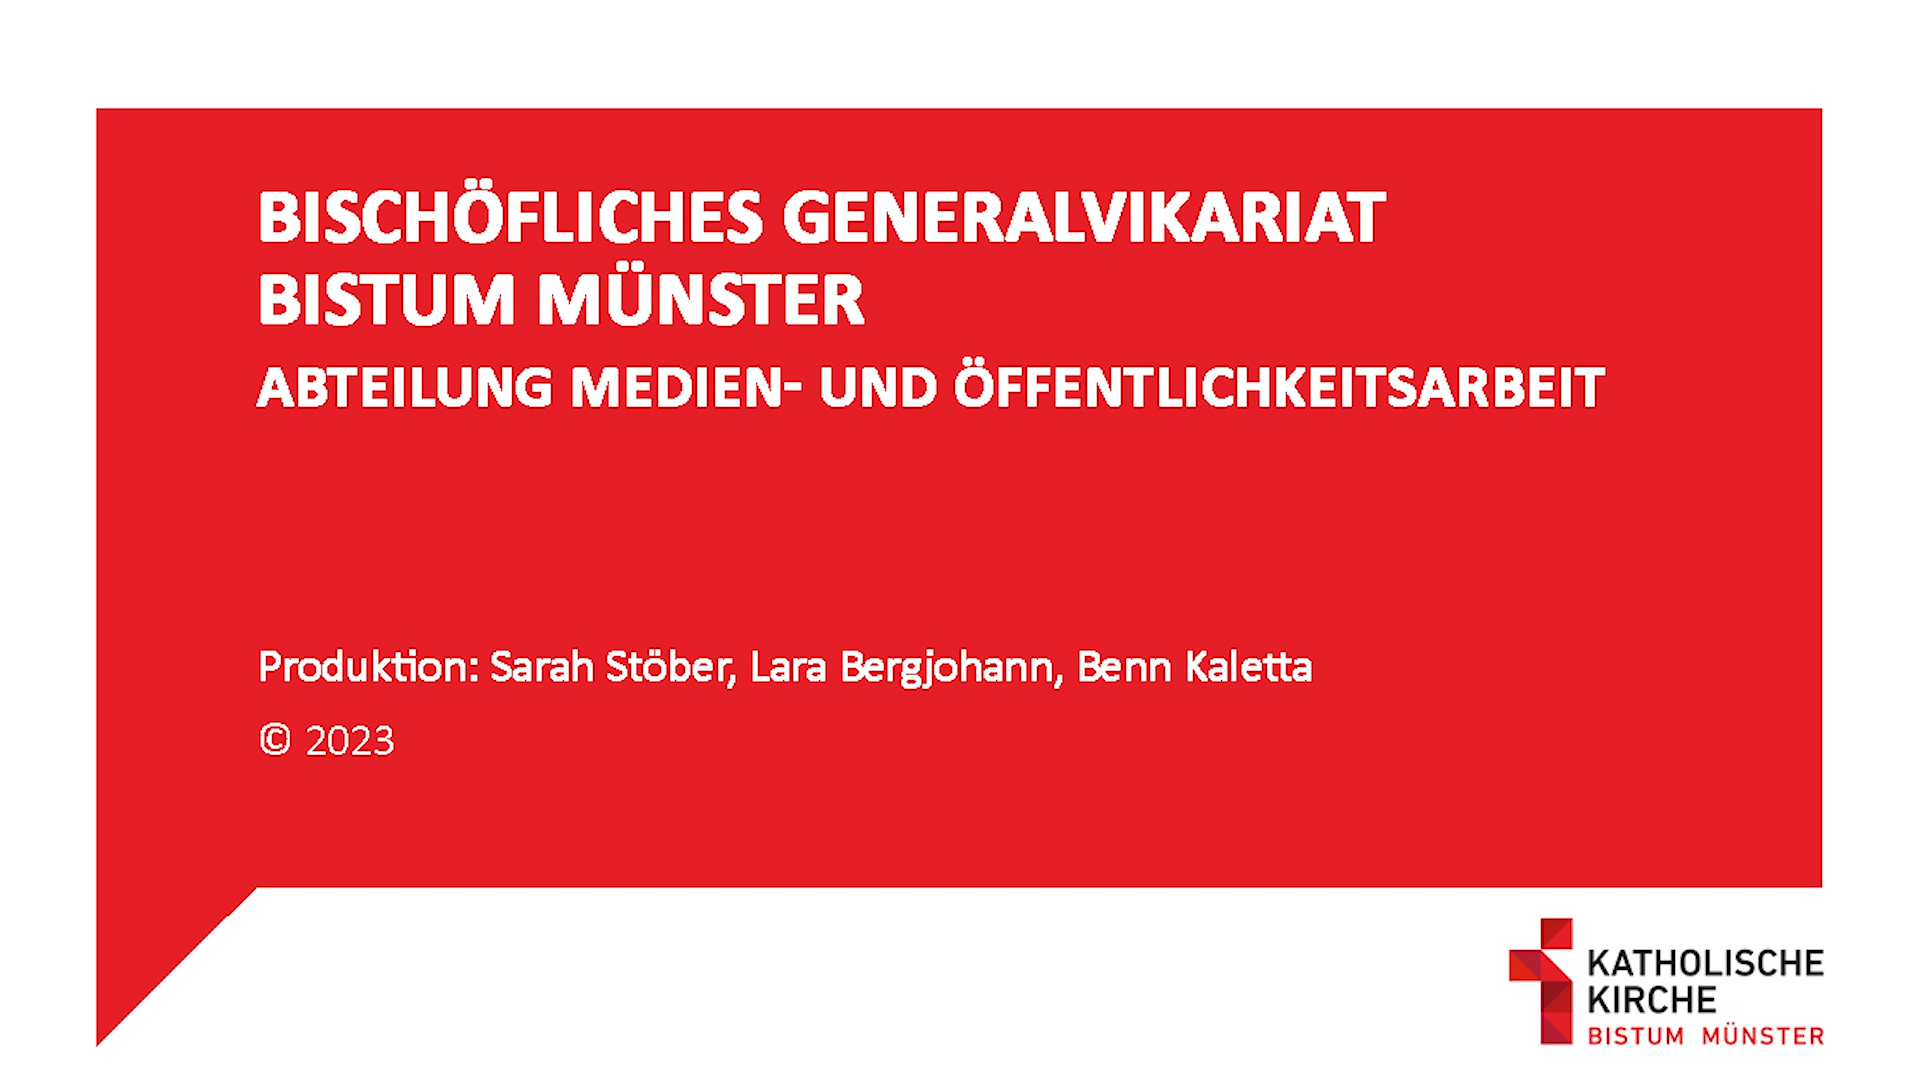 BISCHÖFLICHES GENERALVIKARIAT
BISTUM MÜNSTER
ABTEILUNG MEDIEN- UND ÖFFENTLICHKEITSARBEIT
Produktion: Sarah Stöber, Lara Bergjohann, Benn Kaletta
© 2023
KATHOLISCHE
KIRCHE
BISTUM MÜNSTER